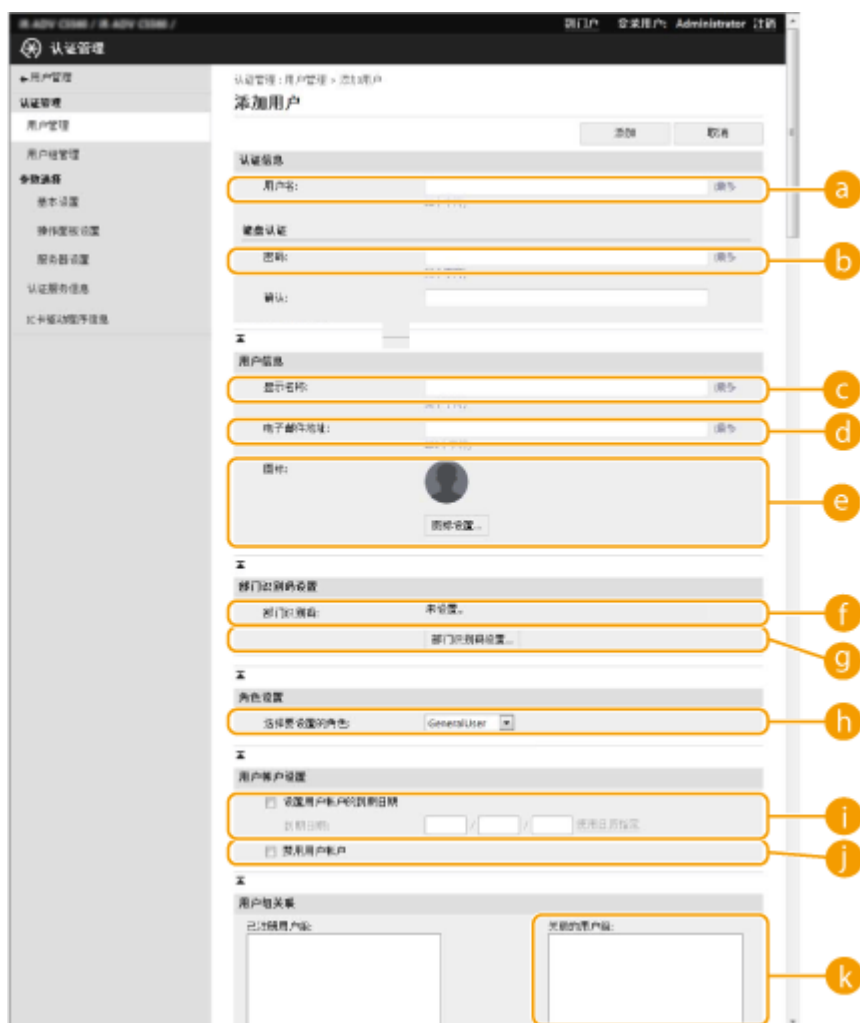 到门户 登录用户: Administrator 注销
认证管理
用户管理
认证管理
用户管理
用户组管理
参数选择
基本设置
操作面板设置
服务器设置
认证服务信息
IC卡驱动程序信息
认证管理 : 用户管理 > 添加用户
添加用户
添加 取消
认证信息
用户名:
a
键盘认证
密码:
b
确认:
用户信息
显示名称:
c
电子邮件地址:
d
图标:
e
图标设置...
部门识别码设置
部门识别码: 未设置。
f
部门识别码设置...
g
角色设置
选择要设置的角色: GeneralUser
h
用户帐户设置
设置用户帐户的到期日期
到期日期: / / 使用日历指定
i
禁用用户帐户
j
用户组关联
已注册用户组: 关联的用户组:
k